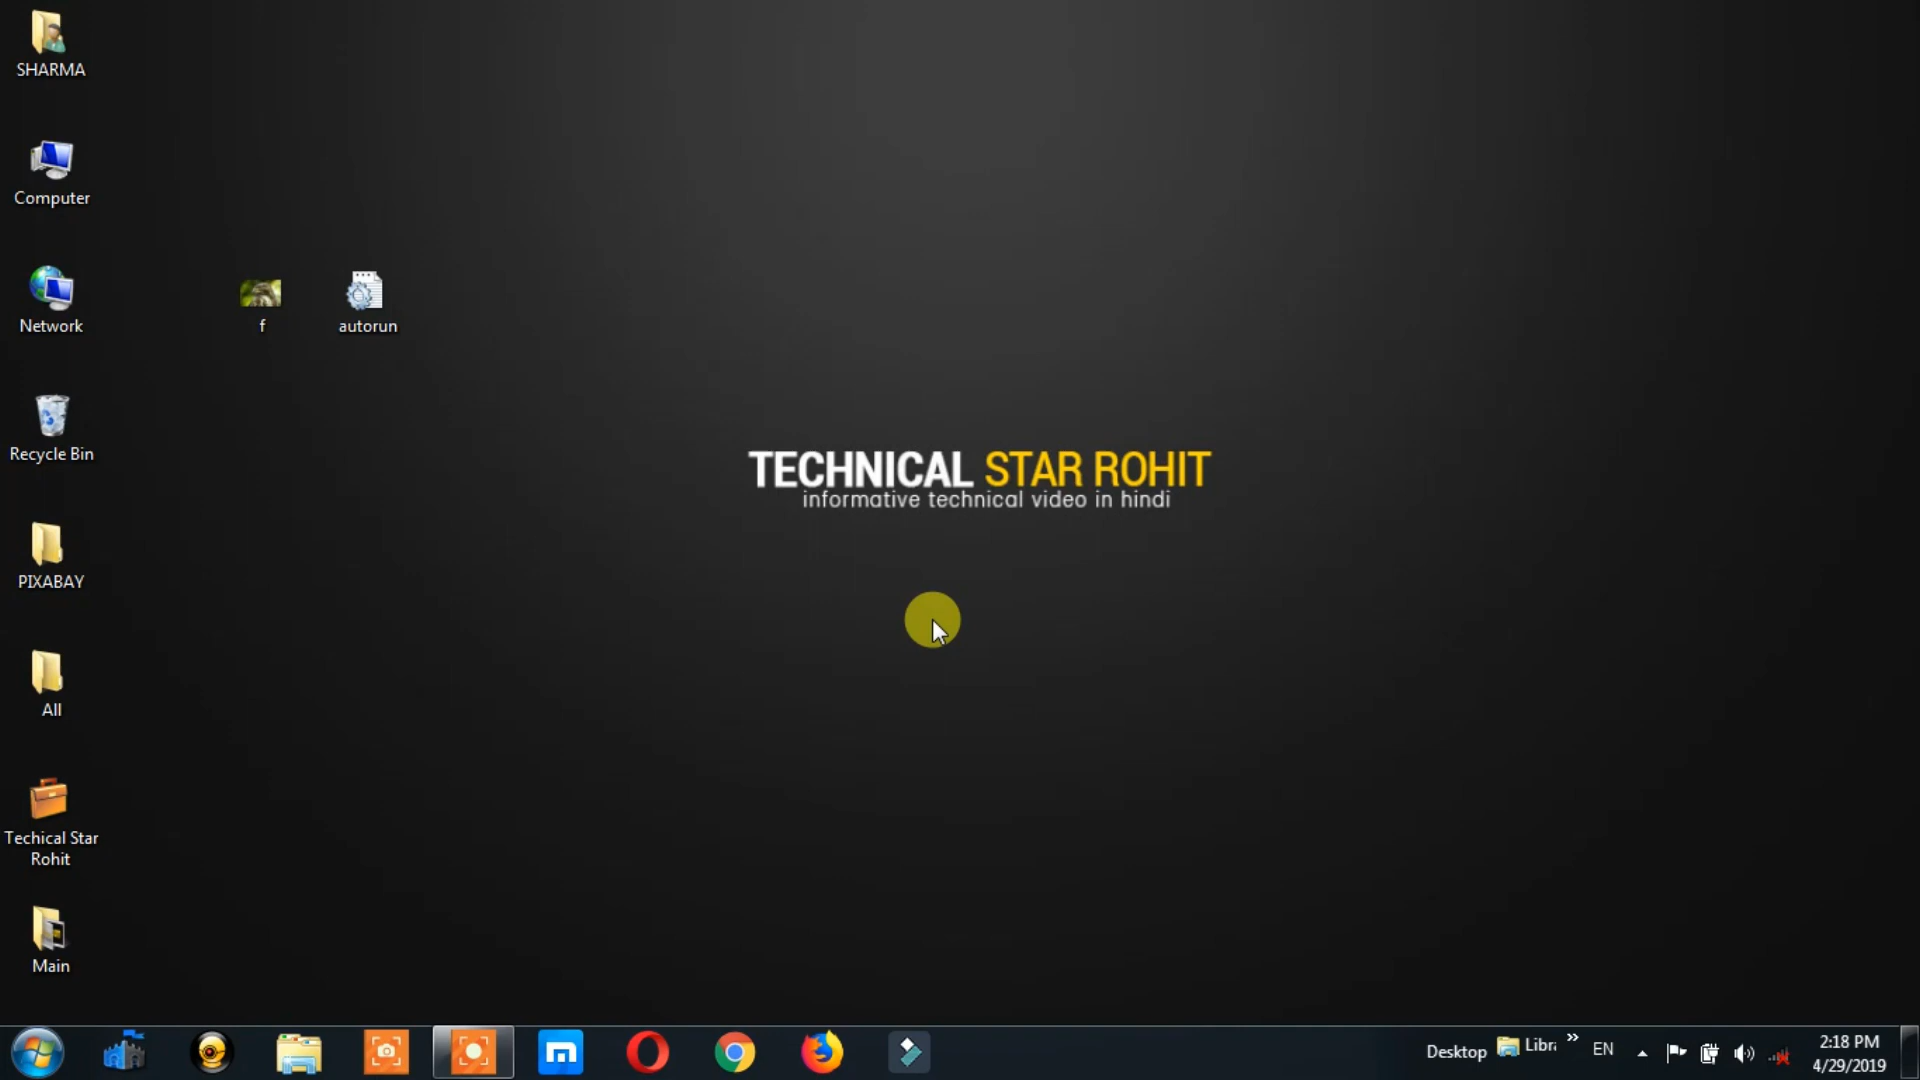 SHARMA
Computer
Network
f
autorun
Recycle Bin
TECHNICAL STAR ROHIT
informative technical video in hindi
PIXABAY
All
Techical Star
Rohit
Main
Desktop
Libr
»
EN
2:18 PM
4/29/2019